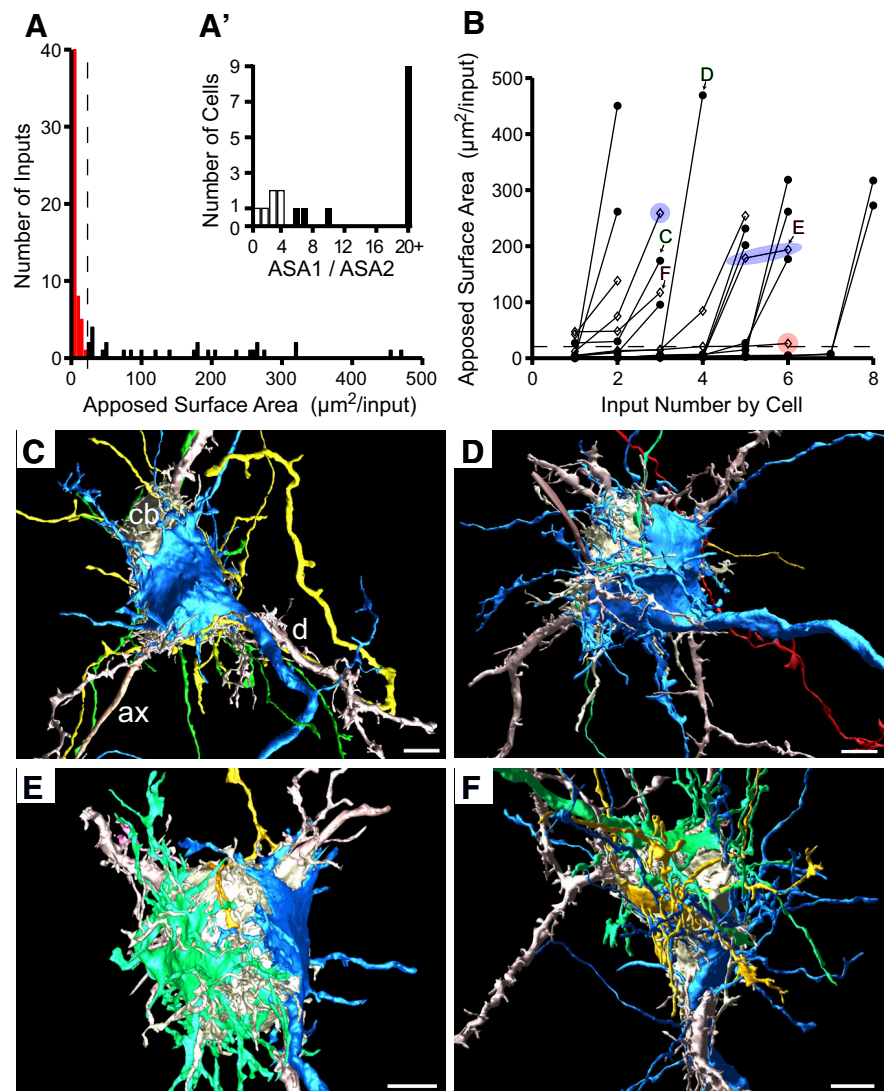 A
Number of Inputs
40
30
20
10
0
0 100 200 300 400 500
Apposed Surface Area (µm²/input)
A'
Number of Cells
9
7
5
3
1
0
0 4 8 12 16 20+
ASA1 / ASA2
B
Apposed Surface Area (µm²/input)
500
400
300
200
100
0
0 2 4 6 8
Input Number by Cell
D
C
F
E
C
cb
d
ax
D
E
F